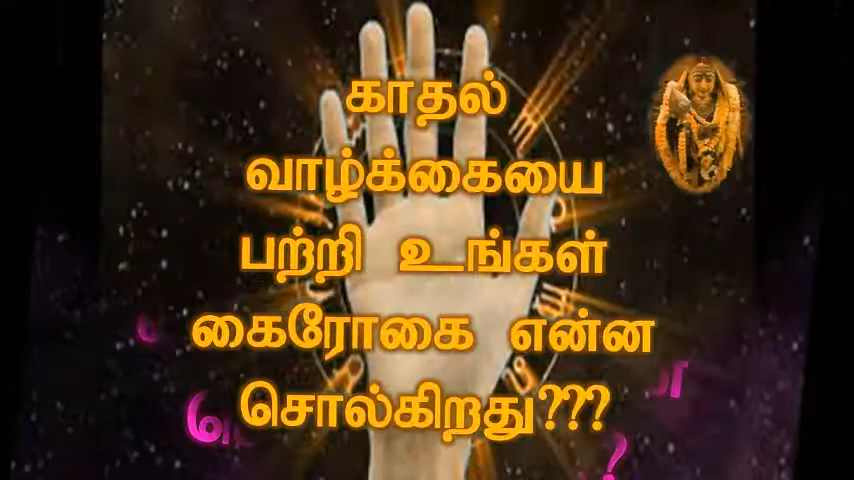 காதல்
வாழ்க்கையை
பற்றி உங்கள்
கைரோகை என்ன
சொல்கிறது???